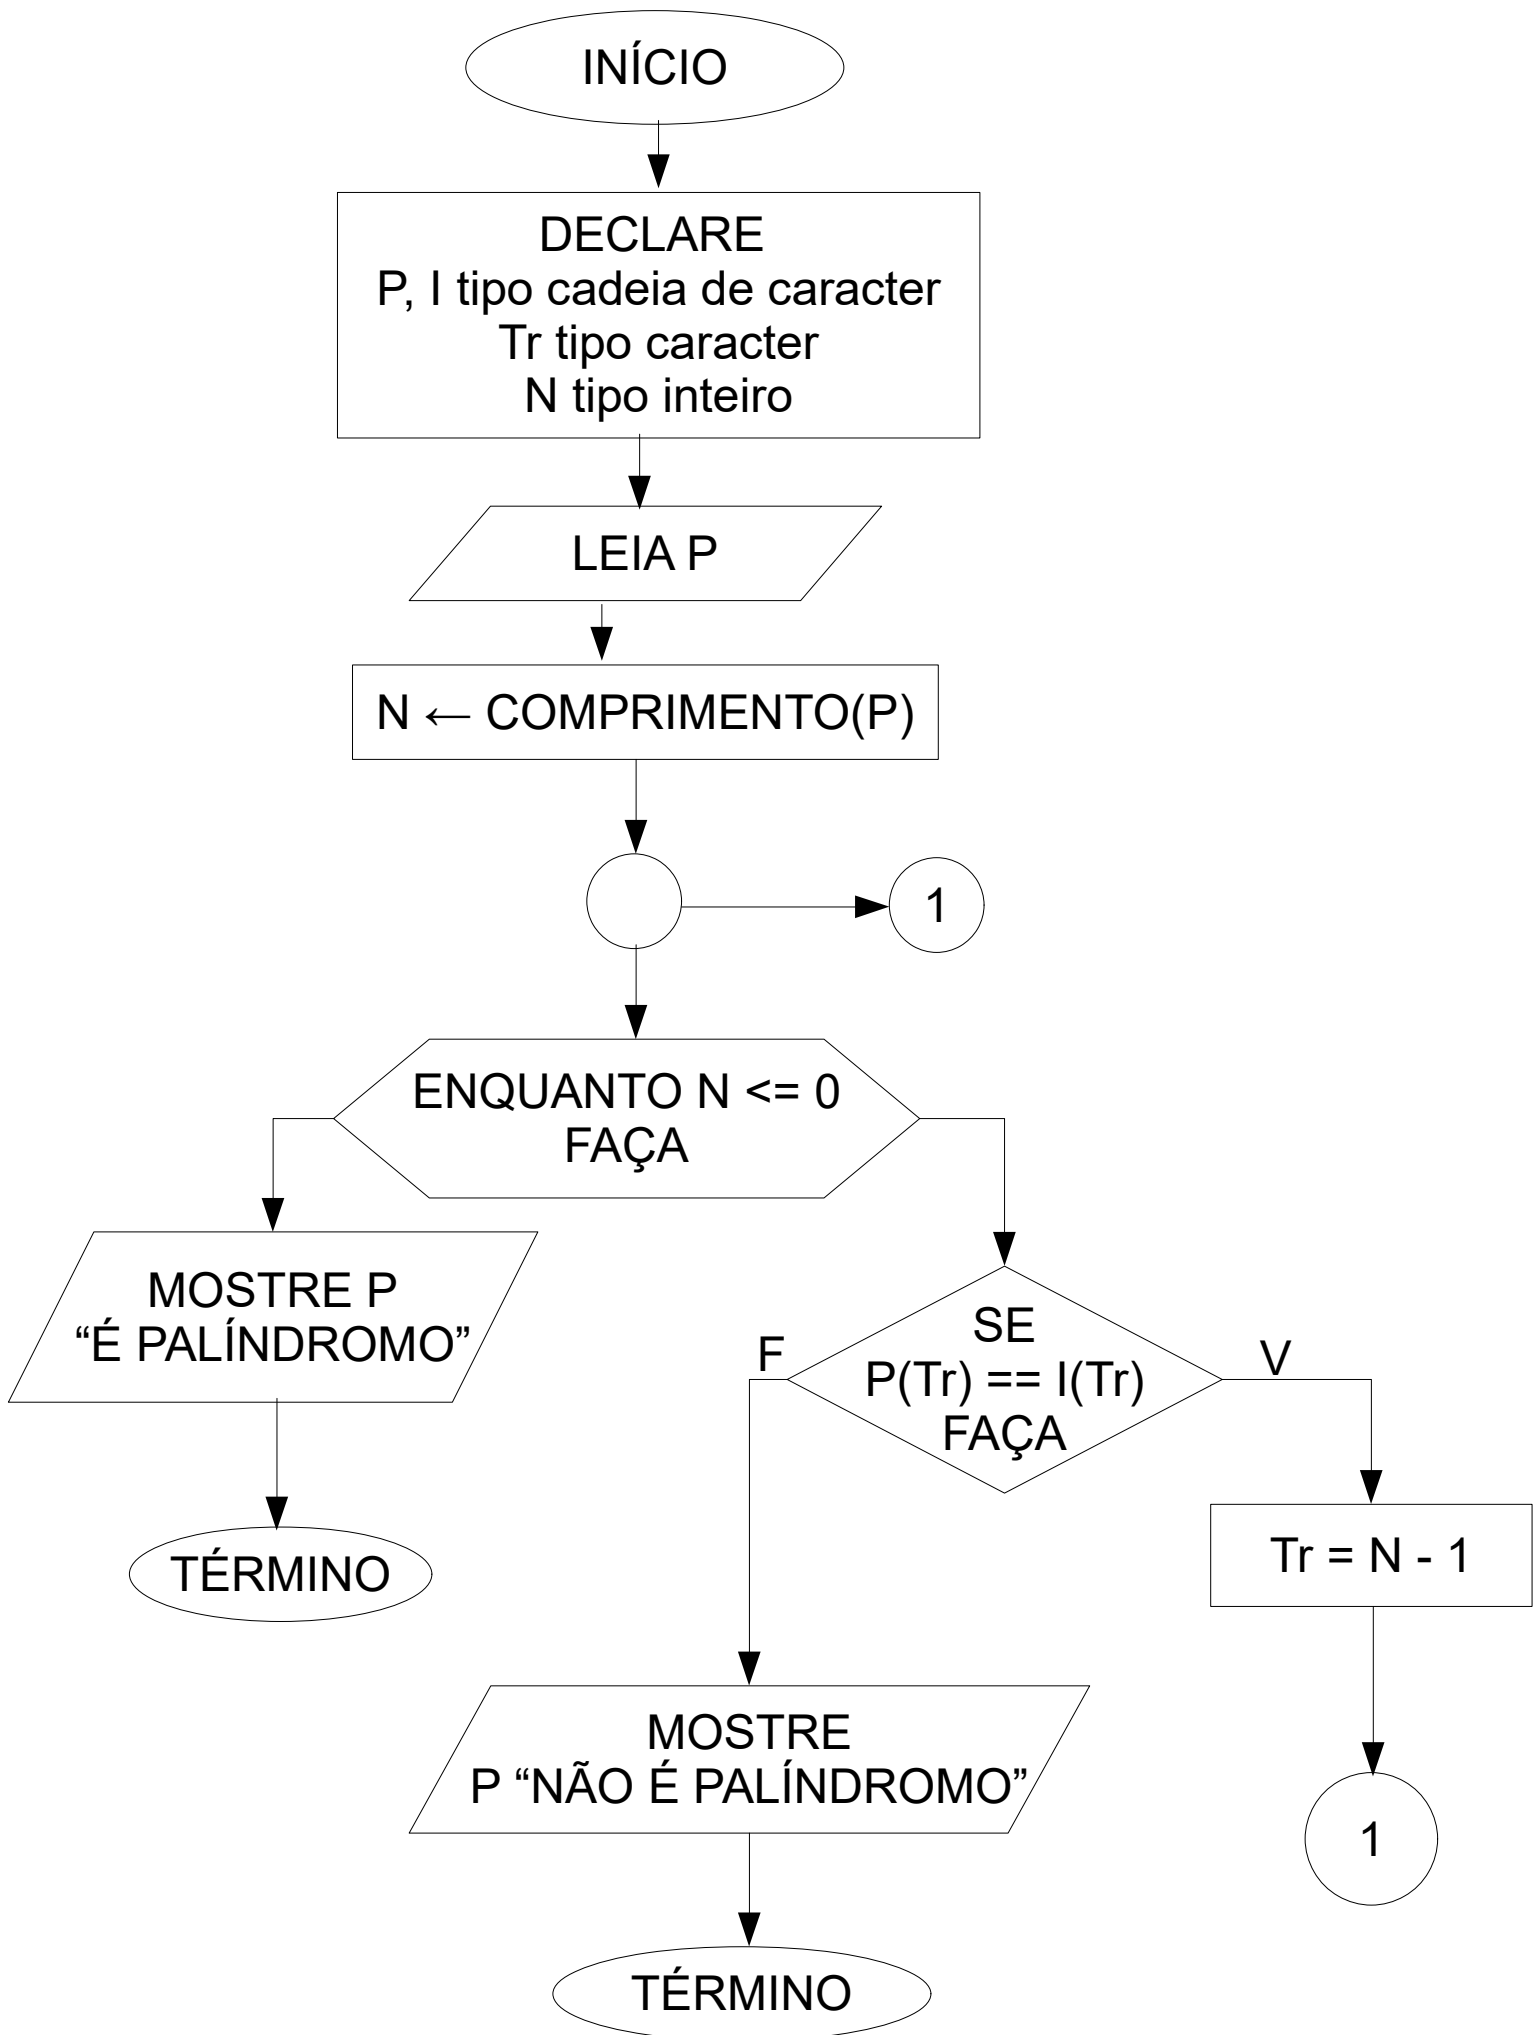 INÍCIO
DECLARE
P, I tipo cadeia de caracter
Tr tipo caracter
N tipo inteiro
LEIA P
N ← COMPRIMENTO(P)
1
ENQUANTO N <= 0
FAÇA
MOSTRE P
“É PALÍNDROMO”
TÉRMINO
SE
P(Tr) == I(Tr)
FAÇA
F
V
Tr = N - 1
1
MOSTRE
P “NÃO É PALÍNDROMO”
TÉRMINO